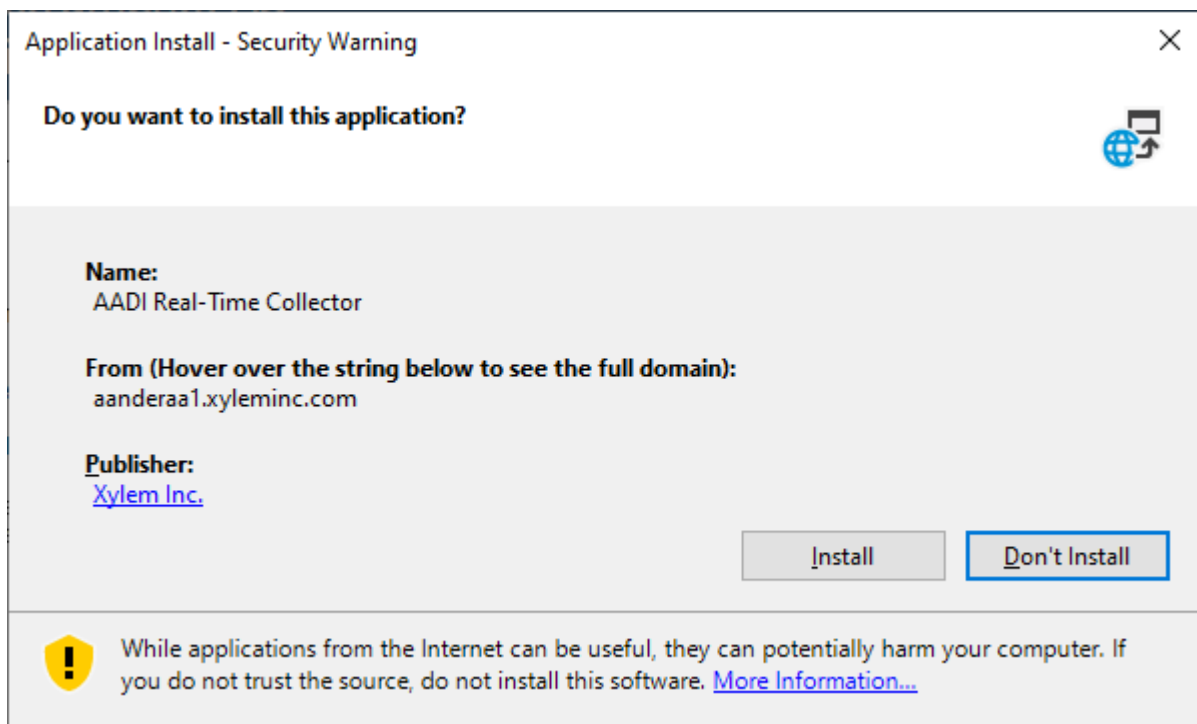 Application Install - Security Warning
Do you want to install this application?
Name:
AADI Real-Time Collector
From (Hover over the string below to see the full domain):
aanderaa1.xyleminc.com
Publisher:
Xylem Inc.
Install
Don't Install
While applications from the Internet can be useful, they can potentially harm your computer. If
you do not trust the source, do not install this software. More Information...